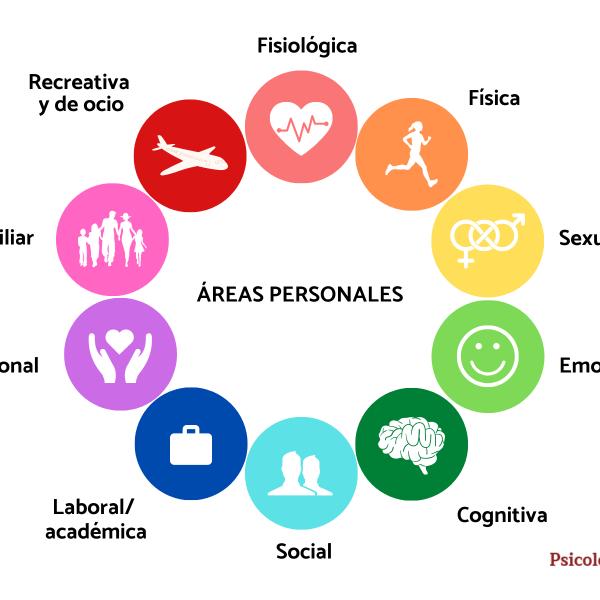 Fisiológica
Recreativa
y de ocio
Física
iliar
Sexu
ÁREAS PERSONALES
onal
Emo
Laboral/
académica
Cognitiva
Social
Psicol